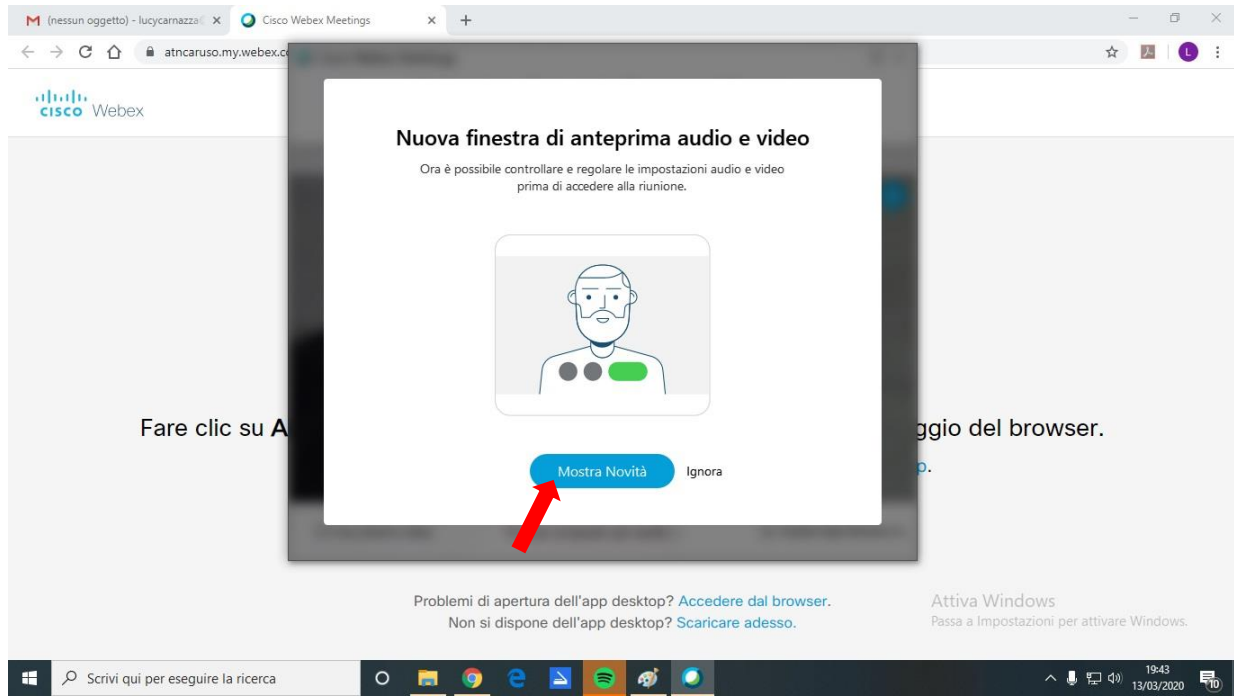 (nessun oggetto) - lucycarnazza
Cisco Webex Meetings
atncaruso.my.webex.co
L
CISCO Webex
Nuova finestra di anteprima audio e video
Ora è possibile controllare e regolare le impostazioni audio e video
prima di accedere alla riunione.
Fare clic su A
ggio del browser.
p.
Mostra Novità
Ignora
Problemi di apertura dell'app desktop? Accedere dal browser.
Non si dispone dell'app desktop? Scaricare adesso.
Attiva Windows
Passa a Impostazioni per attivare Windows.
Scrivi qui per eseguire la ricerca
19:43
13/03/2020
10